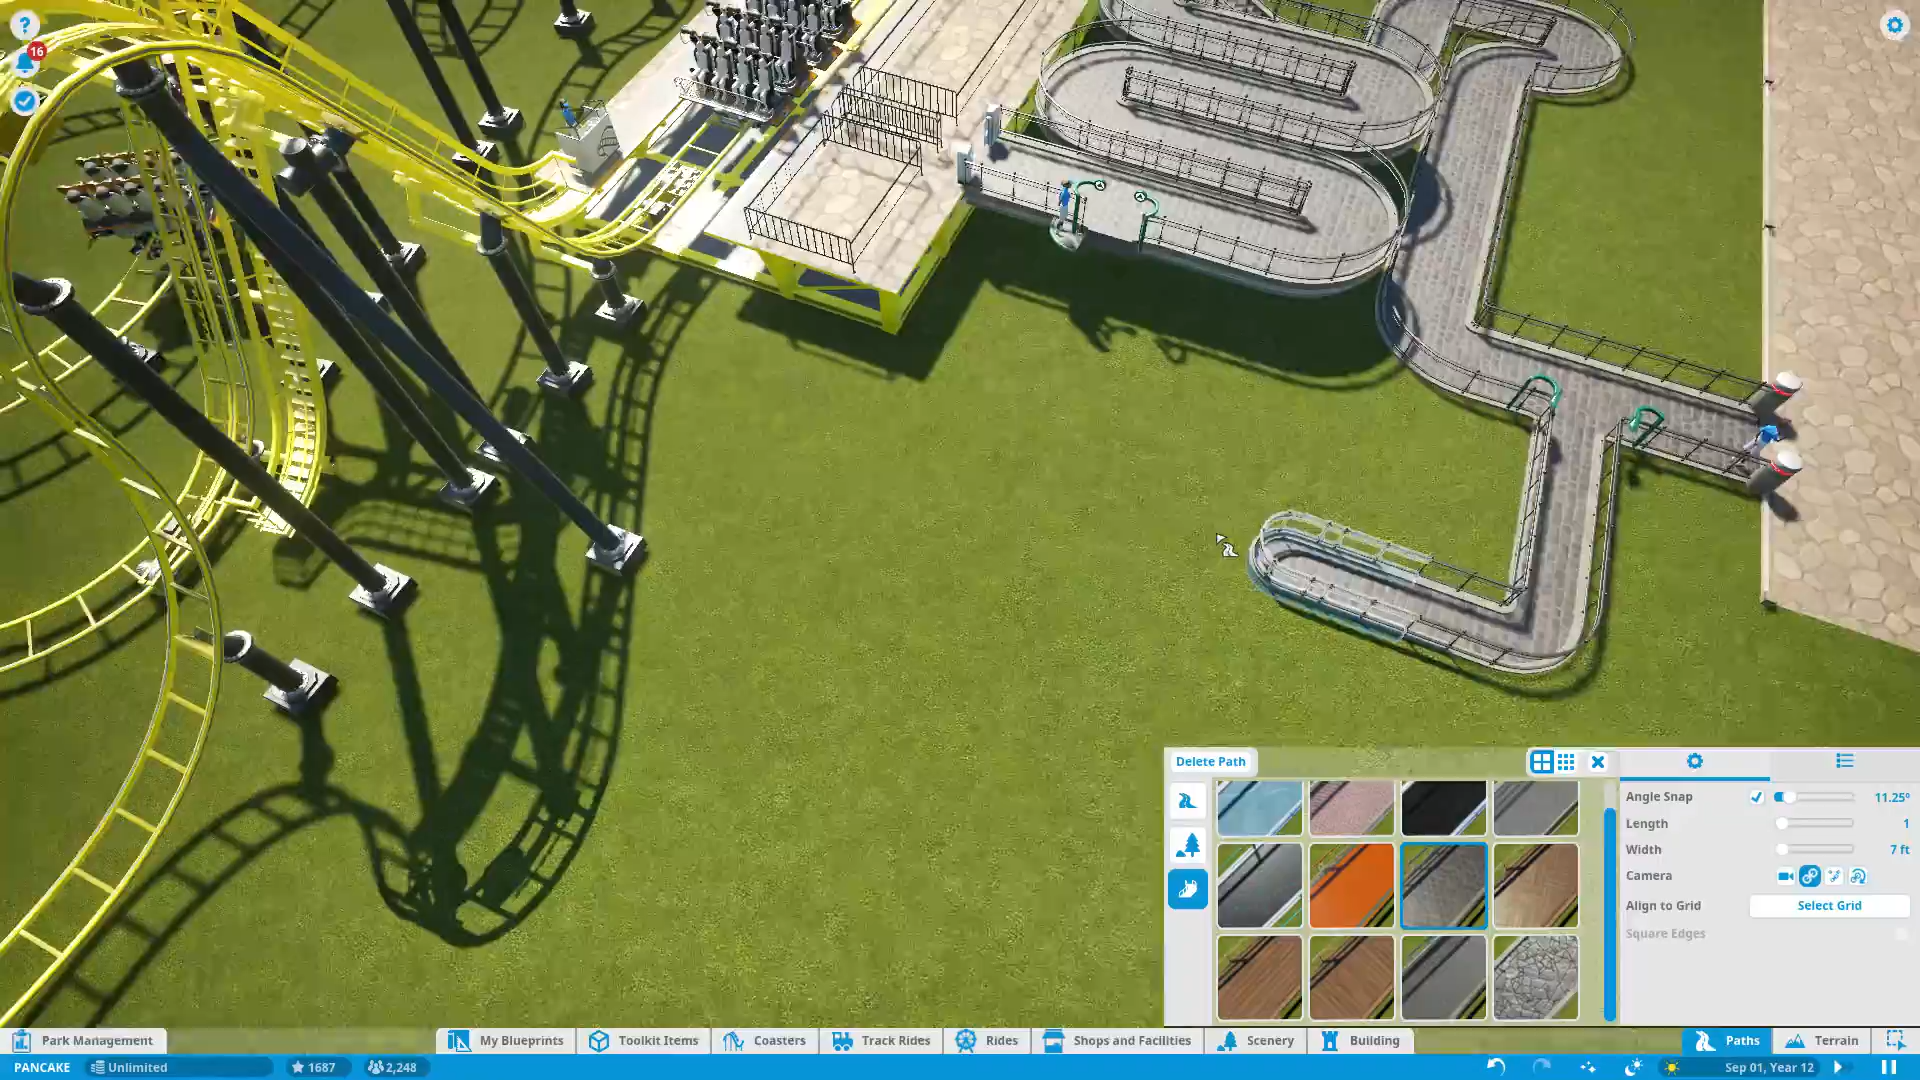 ?
16
Delete Path
Angle Snap 11.25°
Length 1
Width 7 ft
Camera
Align to Grid Select Grid
Square Edges
Park Management My Blueprints Toolkit Items Coasters Track Rides Rides Shops and Facilities Scenery Building Paths Terrain
PANCAKE Unlimited 1687 2,248 Sep 01, Year 12